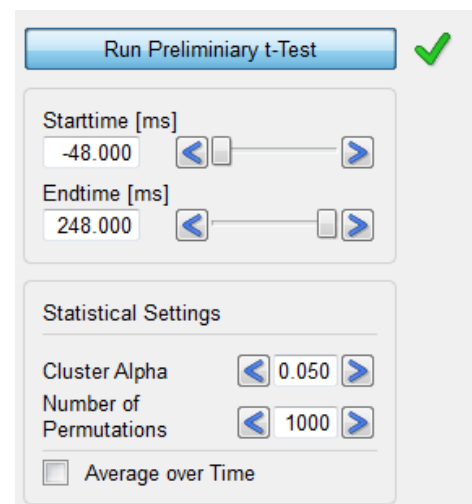 Run Preliminiary t-Test
Starttime [ms]
-48.000
Endtime [ms]
248.000
Statistical Settings
Cluster Alpha 0.050
Number of
Permutations 1000
Average over Time